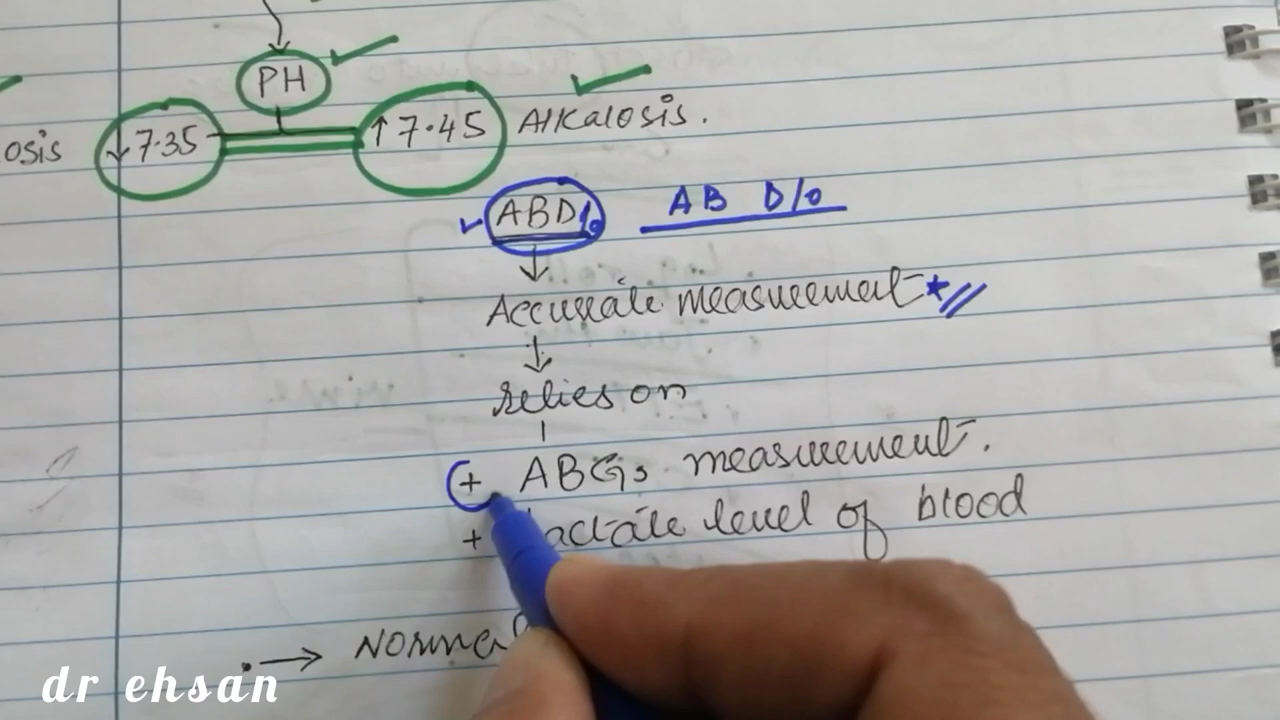 PH
osis ↓7.35 ↑7.45 Alkalosis.
ABD/o AB D/o
↓
Accurate measurement
↓
relies on
+ ABGs measurement.
+ lactate level of blood
→ Normal
dr ehsan